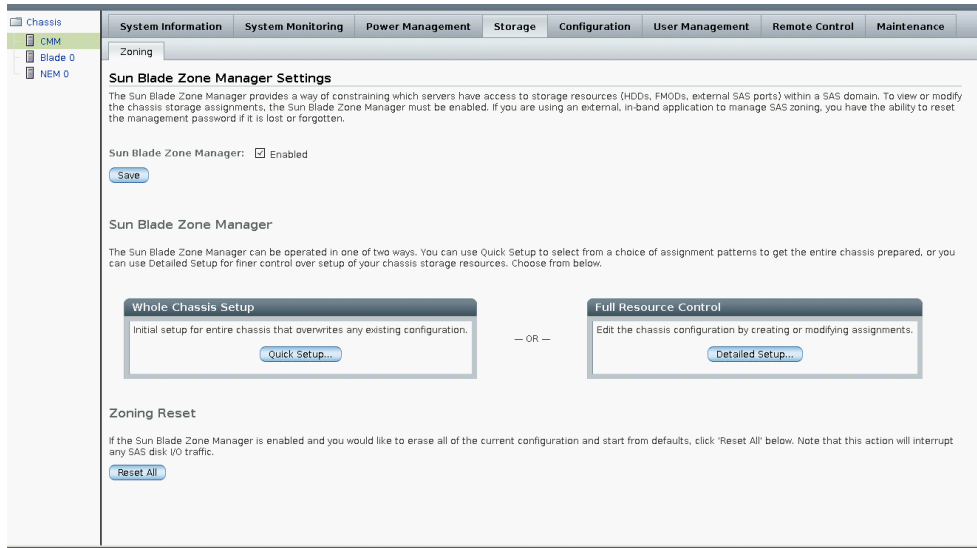 Chassis
CMM
Blade 0
NEM 0
System Information System Monitoring Power Management Storage Configuration User Management Remote Control Maintenance
Zoning
Sun Blade Zone Manager Settings
The Sun Blade Zone Manager provides a way of constraining which servers have access to storage resources (HDDs, FMODs, external SAS ports) within a SAS domain. To view or modify
the chassis storage assignments, the Sun Blade Zone Manager must be enabled. If you are using an external, in-band application to manage SAS zoning, you have the ability to reset
the management password if it is lost or forgotten.
Sun Blade Zone Manager: Enabled
Save
Sun Blade Zone Manager
The Sun Blade Zone Manager can be operated in one of two ways. You can use Quick Setup to select from a choice of assignment patterns to get the entire chassis prepared, or you
can use Detailed Setup for finer control over setup of your chassis storage resources. Choose from below.
Whole Chassis Setup
Initial setup for entire chassis that overwrites any existing configuration.
Quick Setup...
— OR —
Full Resource Control
Edit the chassis configuration by creating or modifying assignments.
Detailed Setup...
Zoning Reset
If the Sun Blade Zone Manager is enabled and you would like to erase all of the current configuration and start from defaults, click 'Reset All' below. Note that this action will interrupt
any SAS disk I/O traffic.
Reset All